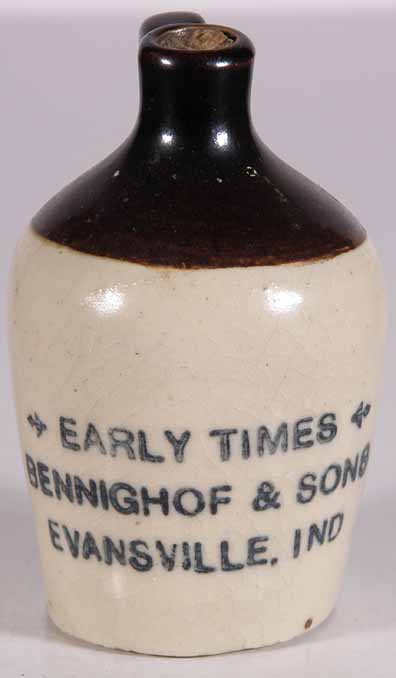 EARLY TIMES
BENNIGHOF & SONS
EVANSVILLE. IND